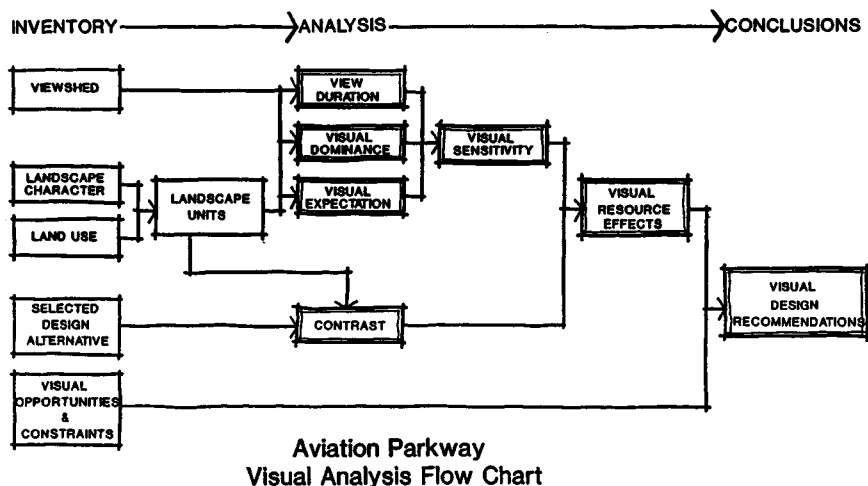 INVENTORY
ANALYSIS
CONCLUSIONS
VIEWSHED
VIEW
DURATION
VISUAL
DOMINANCE
VISUAL
SENSITIVITY
LANDSCAPE
CHARACTER
LANDSCAPE
UNITS
VISUAL
EXPECTATION
VISUAL
RESOURCE
EFFECTS
LAND USE
SELECTED
DESIGN
ALTERNATIVE
CONTRAST
VISUAL
DESIGN
RECOMMENDATIONS
VISUAL
OPPORTUNITIES
&
CONSTRAINTS
Aviation Parkway
Visual Analysis Flow Chart